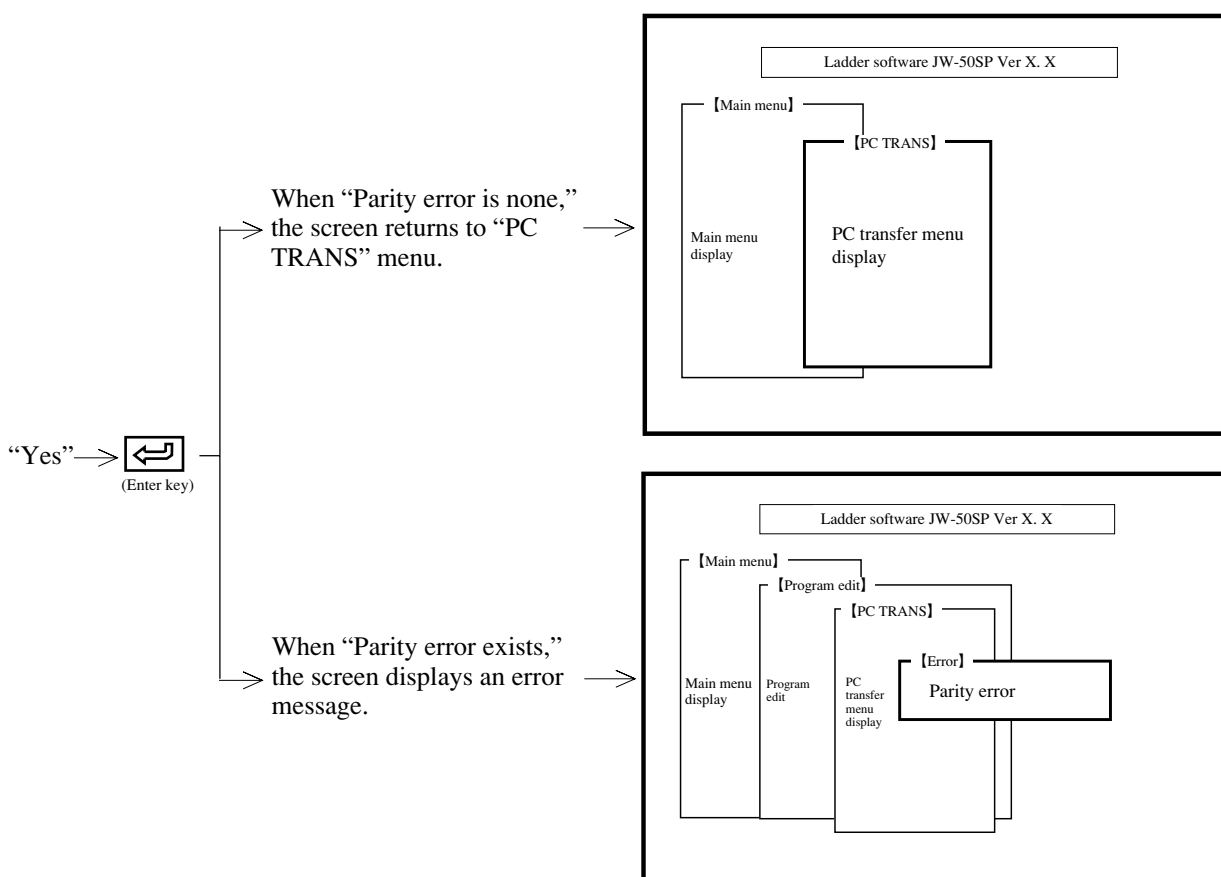 “Yes”
(Enter key)
When “Parity error is none,”
the screen returns to “PC
TRANS” menu.
Ladder software JW-50SP Ver X. X
【Main menu】
【PC TRANS】
Main menu
display
PC transfer menu
display
When “Parity error exists,”
the screen displays an error
message.
Ladder software JW-50SP Ver X. X
【Main menu】
【Program edit】
【PC TRANS】
【Error】
Parity error
Main menu
display
Program
edit
PC
transfer
menu
display